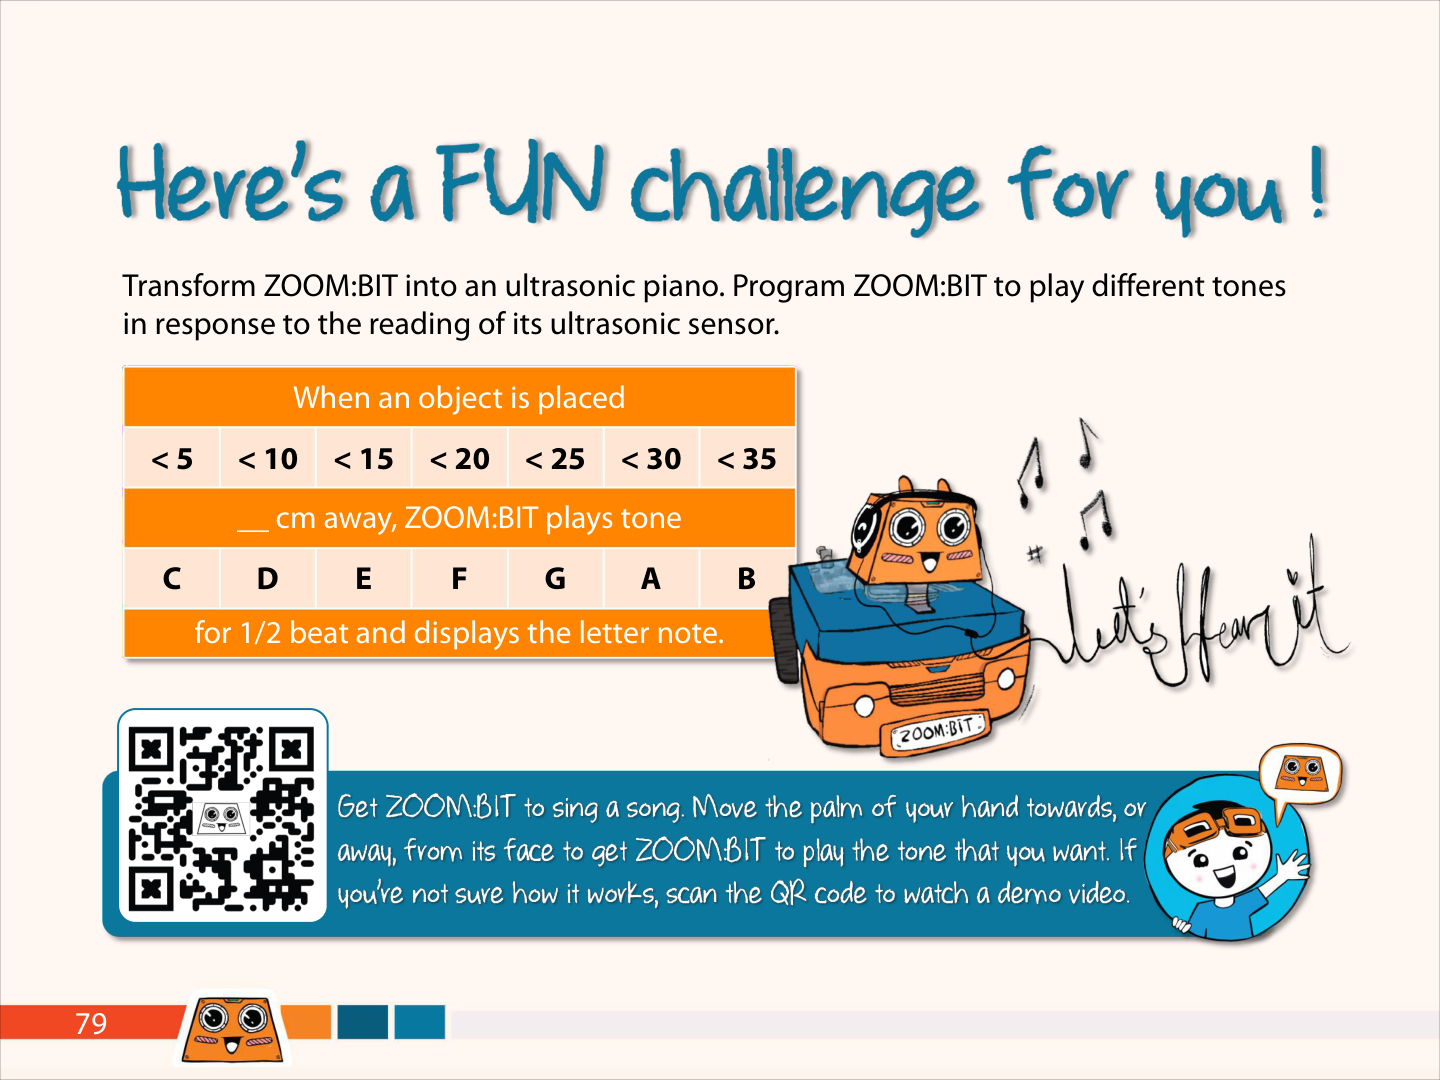 Here's a FUN challenge for you !
Transform ZOOM:BIT into an ultrasonic piano. Program ZOOM:BIT to play different tones
in response to the reading of its ultrasonic sensor.
When an object is placed
< 5 < 10 < 15 < 20 < 25 < 30 < 35
__ cm away, ZOOM:BIT plays tone
C D E F G A B
for 1/2 beat and displays the letter note.
Let's Hear it
ZOOM:BIT
Get ZOOM:BIT to sing a song. Move the palm of your hand towards, or
away, from its face to get ZOOM:BIT to play the tone that you want. If
you're not sure how it works, scan the QR code to watch a demo video.
79